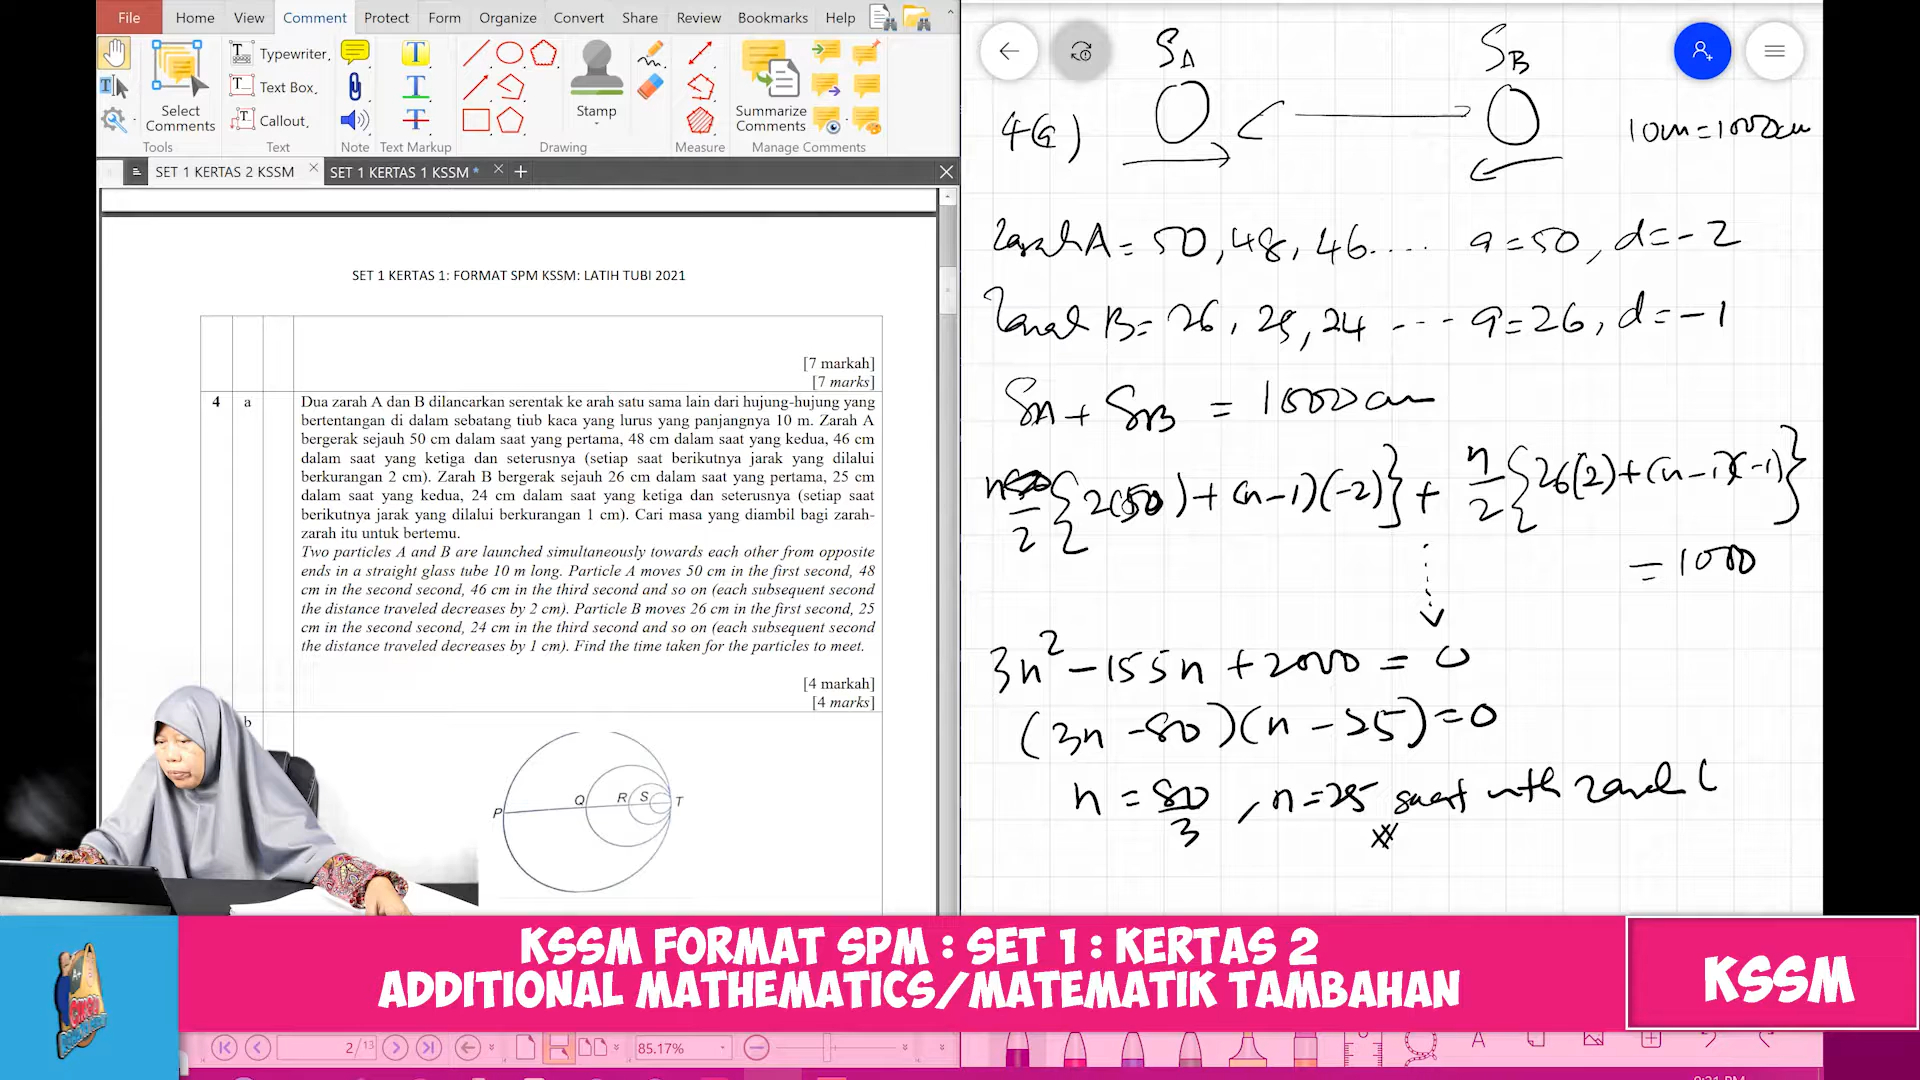 File Home View Comment Protect Form Organize Convert Share Review Bookmarks Help
Select Comments
Typewriter
Text Box
Callout
Stamp
Summarize Comments
Tools Text Note Text Markup Drawing Measure Manage Comments
SET 1 KERTAS 2 KSSM SET 1 KERTAS 1 KSSM *
SET 1 KERTAS 1: FORMAT SPM KSSM: LATIH TUBI 2021
[7 markah]
[7 marks]
4 a Dua zarah A dan B dilancarkan serentak ke arah satu sama lain dari hujung-hujung yang
bertentangan di dalam sebatang tiub kaca yang lurus yang panjangnya 10 m. Zarah A
bergerak sejauh 50 cm dalam saat yang pertama, 48 cm dalam saat yang kedua, 46 cm
dalam saat yang ketiga dan seterusnya (setiap saat berikutnya jarak yang dilalui
berkurangan 2 cm). Zarah B bergerak sejauh 26 cm dalam saat yang pertama, 25 cm
dalam saat yang kedua, 24 cm dalam saat yang ketiga dan seterusnya (setiap saat
berikutnya jarak yang dilalui berkurangan 1 cm). Cari masa yang diambil bagi zarah-
zarah itu untuk bertemu.
Two particles A and B are launched simultaneously towards each other from opposite
ends in a straight glass tube 10 m long. Particle A moves 50 cm in the first second, 48
cm in the second second, 46 cm in the third second and so on (each subsequent second
the distance traveled decreases by 2 cm). Particle B moves 26 cm in the first second, 25
cm in the second second, 24 cm in the third second and so on (each subsequent second
the distance traveled decreases by 1 cm). Find the time taken for the particles to meet.
[4 markah]
[4 marks]
b
P Q R S T
2 /13
85.17%
SA SB
4(a) 10m=1000cm
Zarah A = 50, 48, 46.... a=50, d=-2
Zarah B = 26, 25, 24 .... a=26, d=-1
SA + SB = 1000cm
n/2 {2(50)+(n-1)(-2)} + n/2 {26(2)+(n-1)(-1)}
= 1000
3n² - 155n + 2000 = 0
(3n - 80)(n - 25) = 0
n = 80/3, n=25 saat utk zarah
KSSM FORMAT SPM : SET 1 : KERTAS 2
ADDITIONAL MATHEMATICS/MATEMATIK TAMBAHAN
KSSM